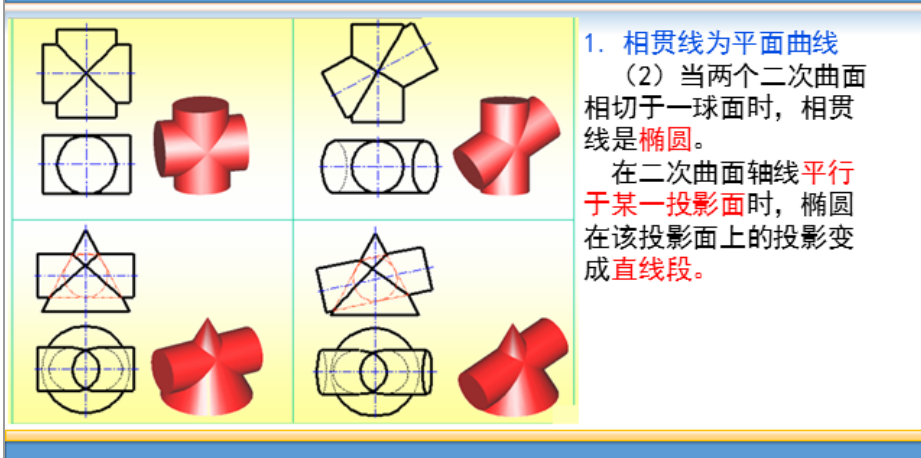 1. 相贯线为平面曲线
（2）当两个二次曲面
相切于一球面时，相贯
线是椭圆。
在二次曲面轴线平行
于某一投影面时，椭圆
在该投影面上的投影变
成直线段。